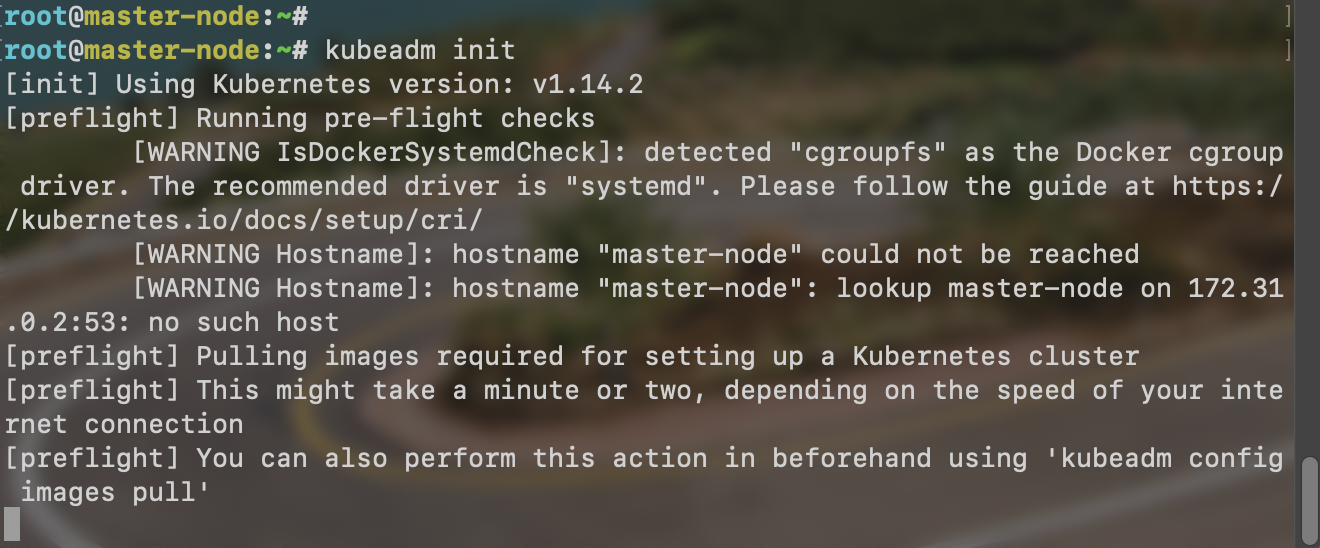 [root@master-node:~# ]
[root@master-node:~# kubeadm init ]
[init] Using Kubernetes version: v1.14.2
[preflight] Running pre-flight checks
        [WARNING IsDockerSystemdCheck]: detected "cgroupfs" as the Docker cgroup
 driver. The recommended driver is "systemd". Please follow the guide at https:/
/kubernetes.io/docs/setup/cri/
        [WARNING Hostname]: hostname "master-node" could not be reached
        [WARNING Hostname]: hostname "master-node": lookup master-node on 172.31
.0.2:53: no such host
[preflight] Pulling images required for setting up a Kubernetes cluster
[preflight] This might take a minute or two, depending on the speed of your inte
rnet connection
[preflight] You can also perform this action in beforehand using 'kubeadm config
 images pull'